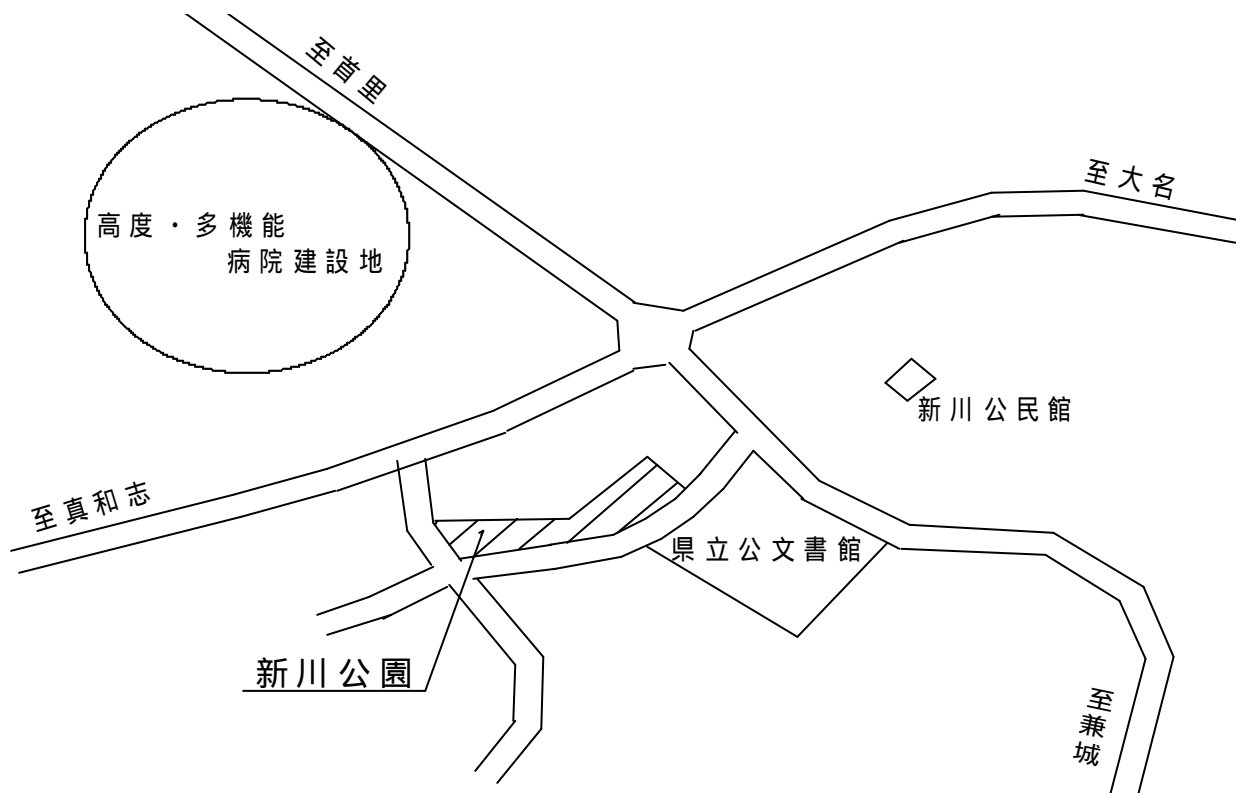 至首里
至大名
高度・多機能
病院建設地
新川公民館
至真和志
県立公文書館
新川公園
至兼城